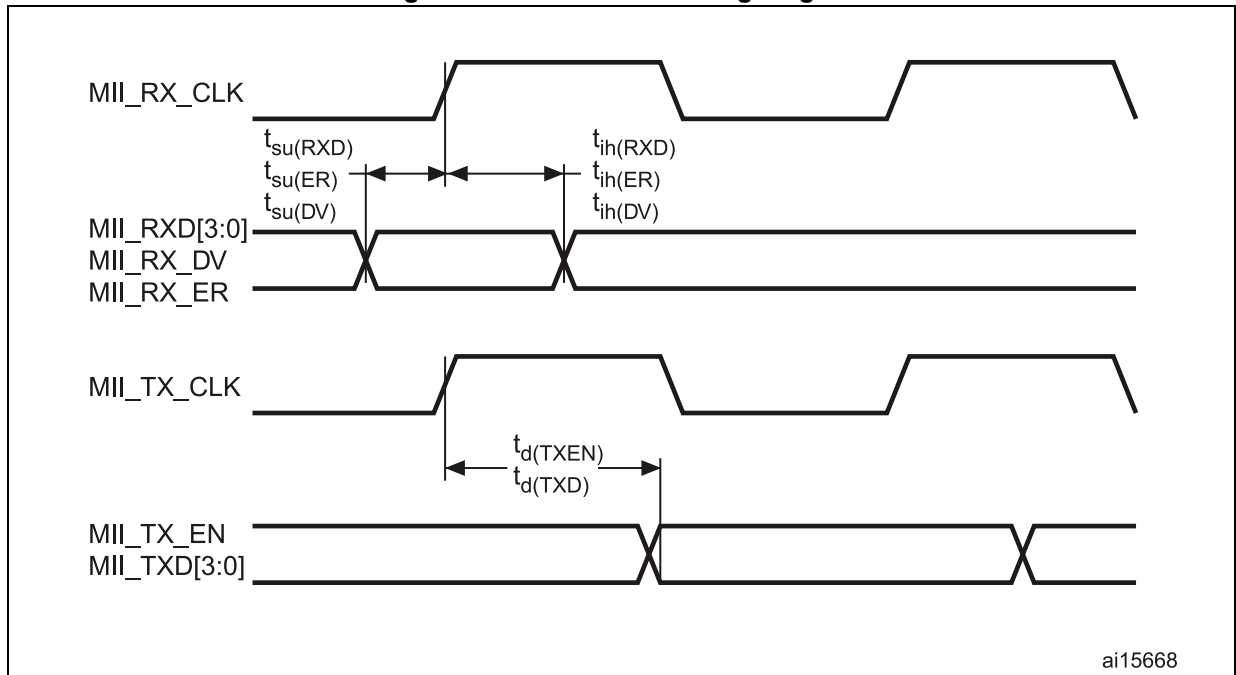 MII_RX_CLK
tsu(RXD)
tsu(ER)
tsu(DV)
tih(RXD)
tih(ER)
tih(DV)
MII_RXD[3:0]
MII_RX_DV
MII_RX_ER
MII_TX_CLK
td(TXEN)
td(TXD)
MII_TX_EN
MII_TXD[3:0]
ai15668